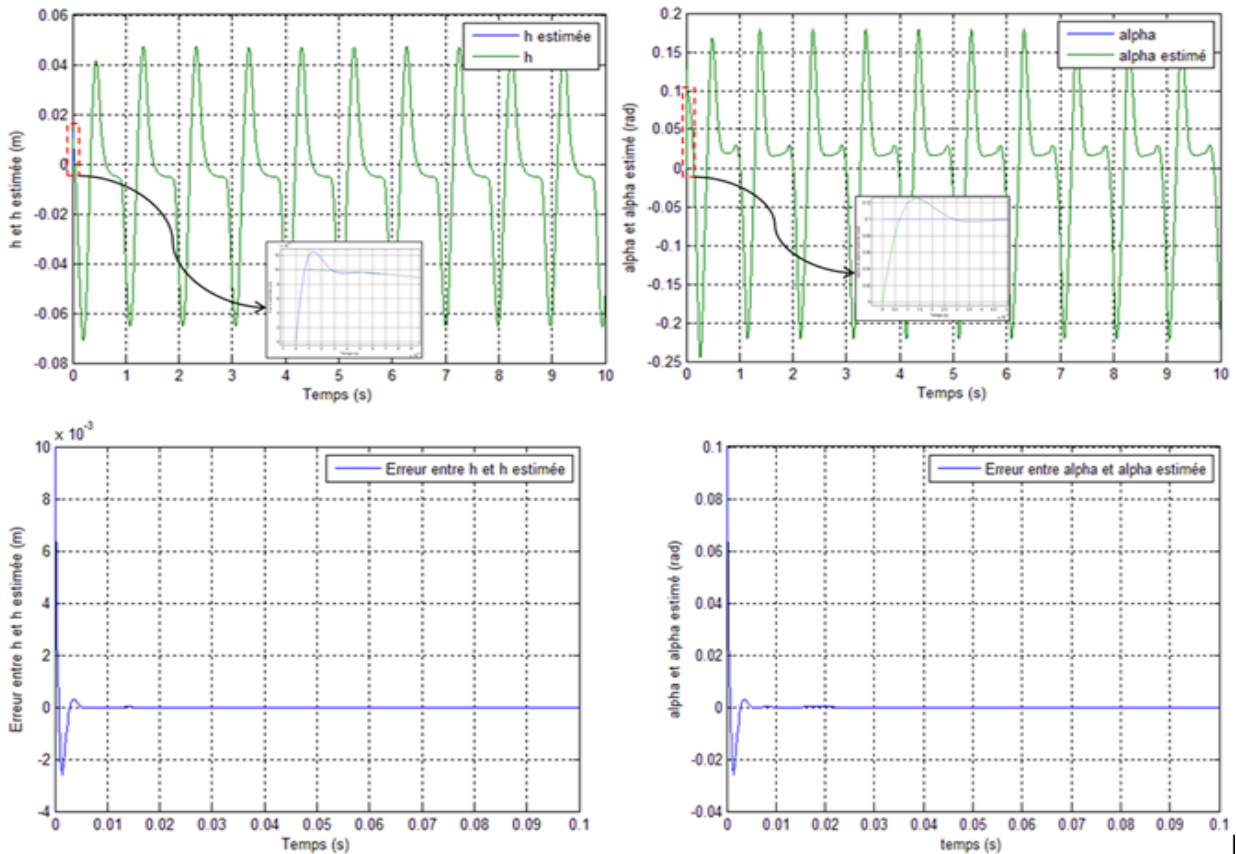 h et h estimée (m)
0.06
0.04
0.02
0
-0.02
-0.04
-0.06
-0.08
h estimée
h
0 1 2 3 4 5 6 7 8 9 10
Temps (s)
alpha et alpha estimé (rad)
0.2
0.15
0.1
0.05
0
-0.05
-0.1
-0.15
-0.2
-0.25
alpha
alpha estimé
0 1 2 3 4 5 6 7 8 9 10
Temps (s)
Erreur entre h et h estimée (m)
x 10-3
10
8
6
4
2
0
-2
-4
Erreur entre h et h estimée
0 0.01 0.02 0.03 0.04 0.05 0.06 0.07 0.08 0.09 0.1
Temps (s)
alpha et alpha estimé (rad)
0.1
0.08
0.06
0.04
0.02
0
-0.02
-0.04
Erreur entre alpha et alpha estimée
0 0.01 0.02 0.03 0.04 0.05 0.06 0.07 0.08 0.09 0.1
temps (s)